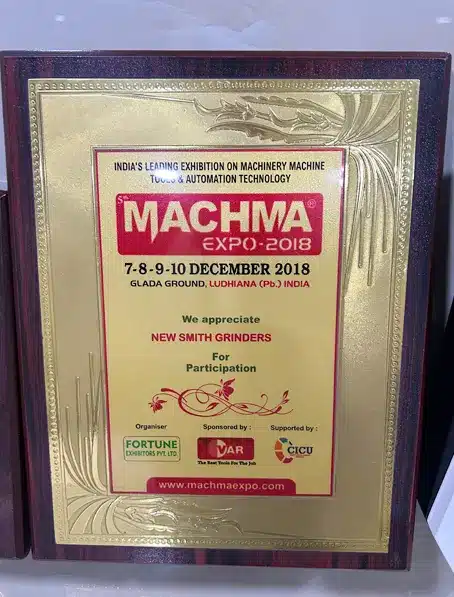 INDIA'S LEADING EXHIBITION ON MACHINERY MACHINE
TOOLS & AUTOMATION TECHNOLOGY
5th
MACHMA®
EXPO-2018
7-8-9-10 DECEMBER 2018
GLADA GROUND, LUDHIANA (Pb.) INDIA
We appreciate
NEW SMITH GRINDERS
For
Participation
Organiser Sponsored by : Supported by :
FORTUNE
EXHIBITORS PVT. LTD.
VAR
The Best Tools For The Job
CICU
www.machmaexpo.com